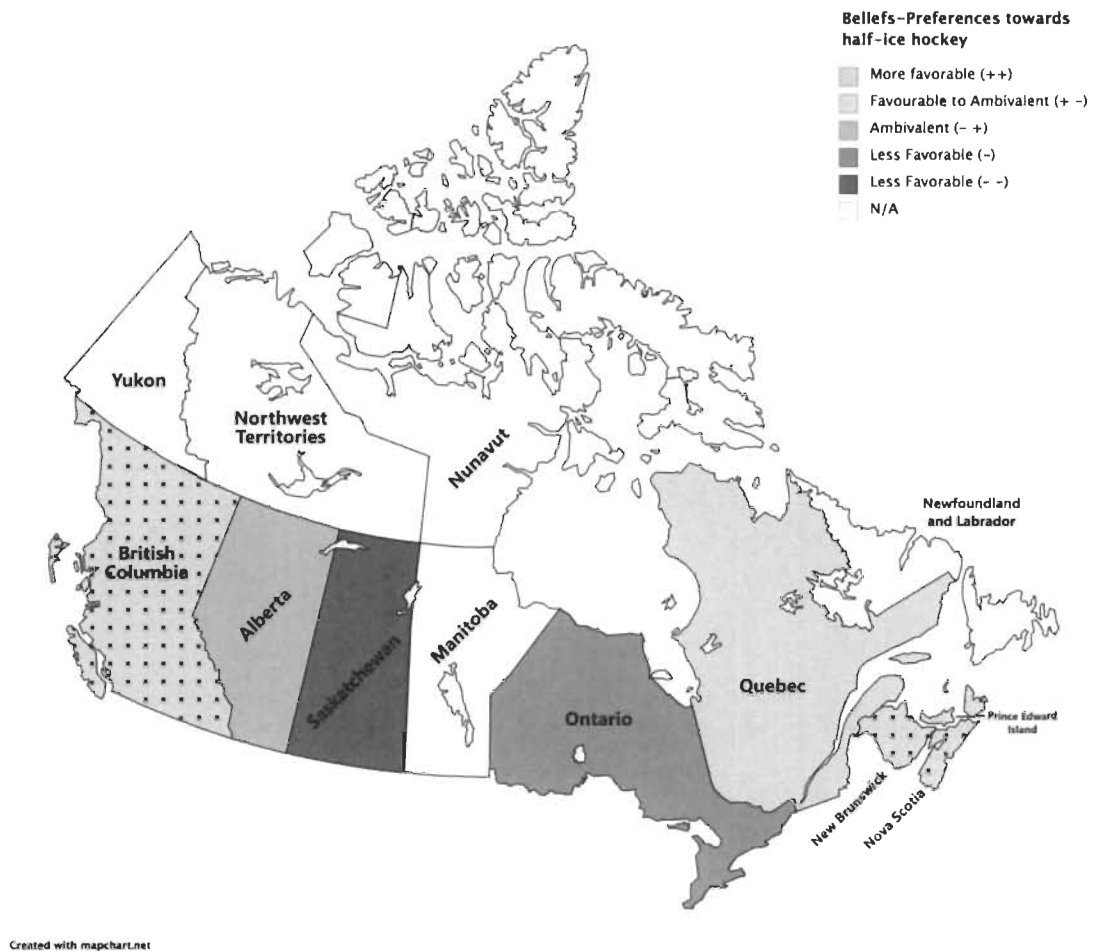 Beliefs-Preferences towards
half-ice hockey
More favorable (++)
Favourable to Ambivalent (+ -)
Ambivalent (- +)
Less Favorable (-)
Less Favorable (- -)
N/A
Yukon
Northwest
Territories
Nunavut
Newfoundland
and Labrador
British
Columbia
Alberta
Saskatchewan
Manitoba
Ontario
Quebec
Prince Edward
Island
New Brunswick
Nova Scotia
Created with mapchart.net